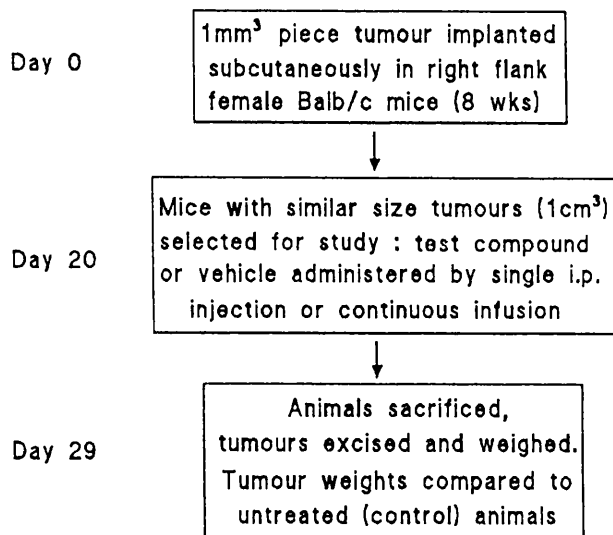 Day 0
1mm³ piece tumour implanted
subcutaneously in right flank
female Balb/c mice (8 wks)
Day 20
Mice with similar size tumours (1cm³)
selected for study : test compound
or vehicle administered by single i.p.
injection or continuous infusion
Day 29
Animals sacrificed,
tumours excised and weighed.
Tumour weights compared to
untreated (control) animals